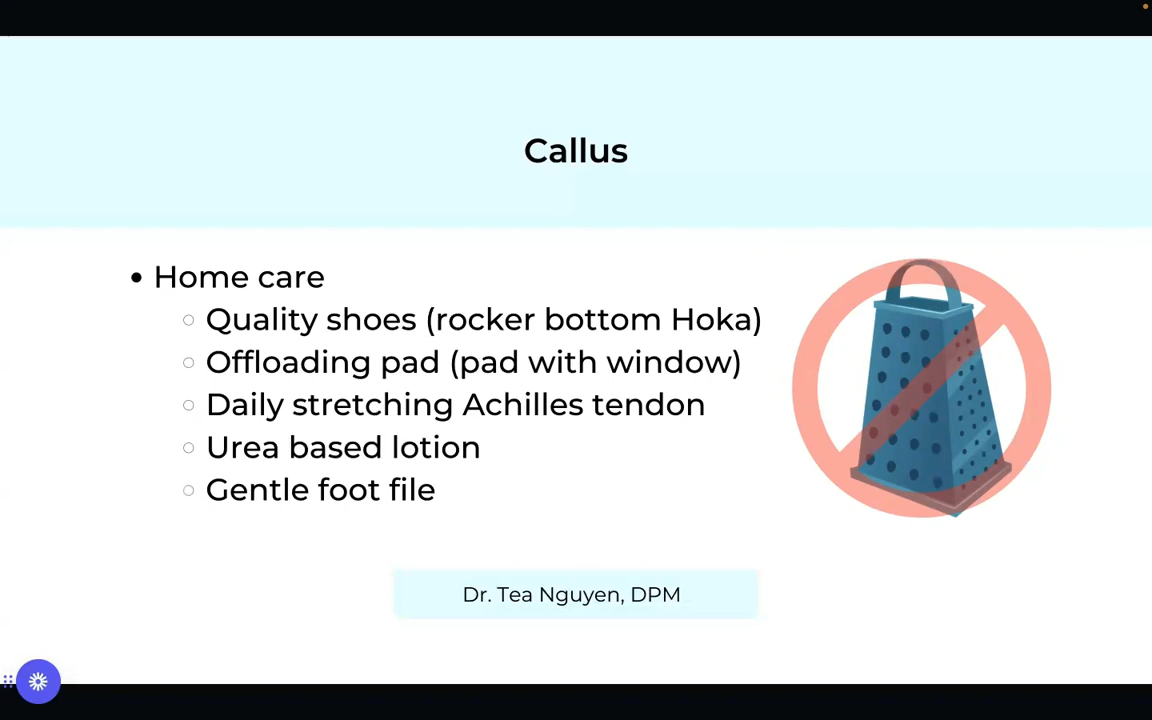 Callus
• Home care
○ Quality shoes (rocker bottom Hoka)
○ Offloading pad (pad with window)
○ Daily stretching Achilles tendon
○ Urea based lotion
○ Gentle foot file
Dr. Tea Nguyen, DPM